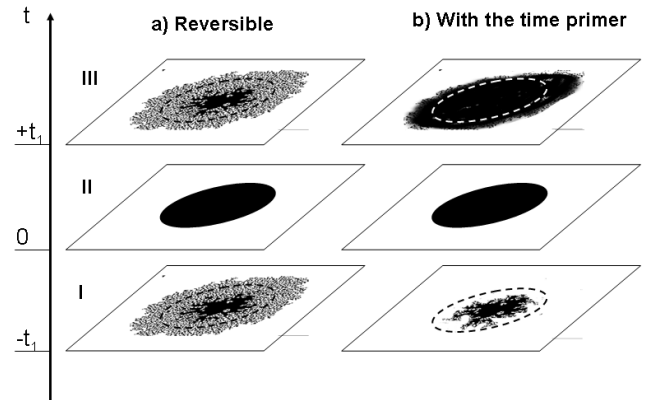 t
a) Reversible
b) With the time primer
III
+t₁
II
0
I
-t₁